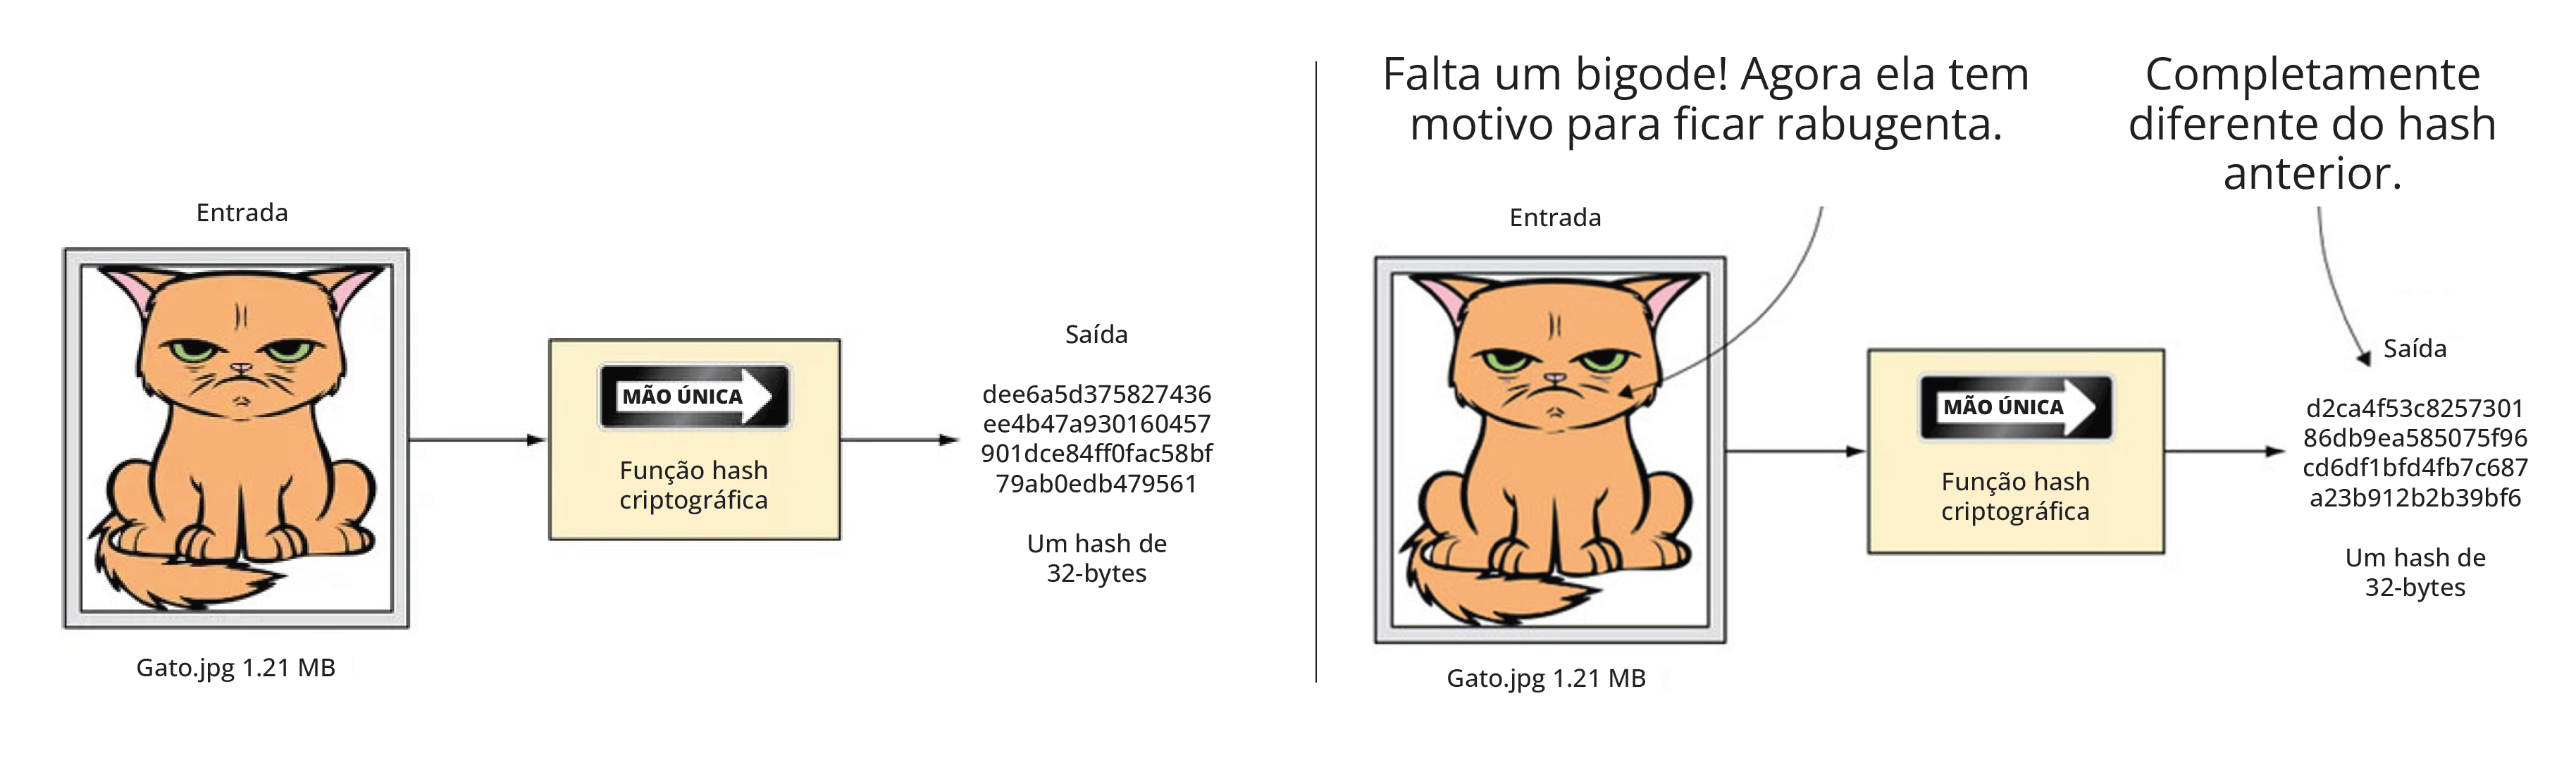 Entrada
MÃO ÚNICA
Função hash
criptográfica
Saída
dee6a5d375827436
ee4b47a930160457
901dce84ff0fac58bf
79ab0edb479561
Um hash de
32-bytes
Gato.jpg 1.21 MB
Falta um bigode! Agora ela tem
motivo para ficar rabugenta.
Completamente
diferente do hash
anterior.
Entrada
MÃO ÚNICA
Função hash
criptográfica
Saída
d2ca4f53c8257301
86db9ea585075f96
cd6df1bfd4fb7c687
a23b912b2b39bf6
Um hash de
32-bytes
Gato.jpg 1.21 MB